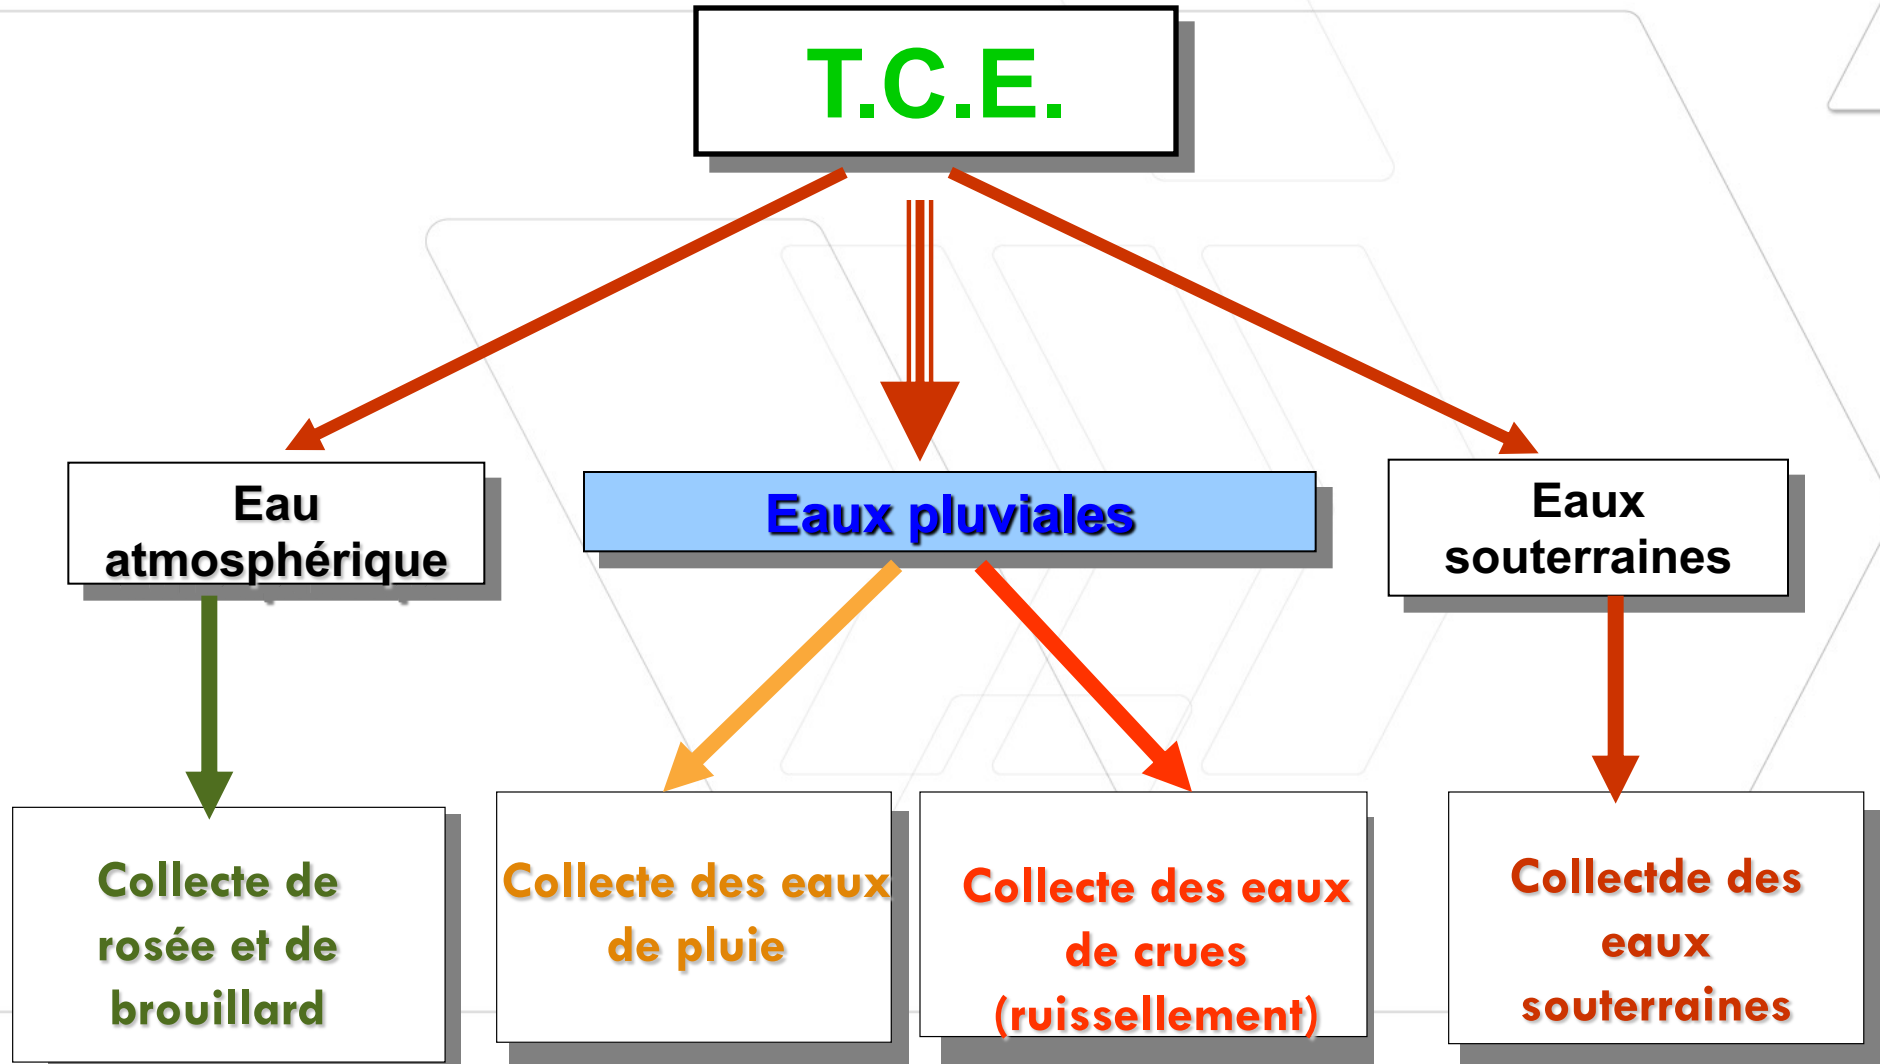 T.C.E.
Eau
atmosphérique
Eaux pluviales
Eaux
souterraines
Collecte de
rosée et de
brouillard
Collecte des eaux
de pluie
Collecte des eaux
de crues
(ruissellement)
Collectde des
eaux
souterraines